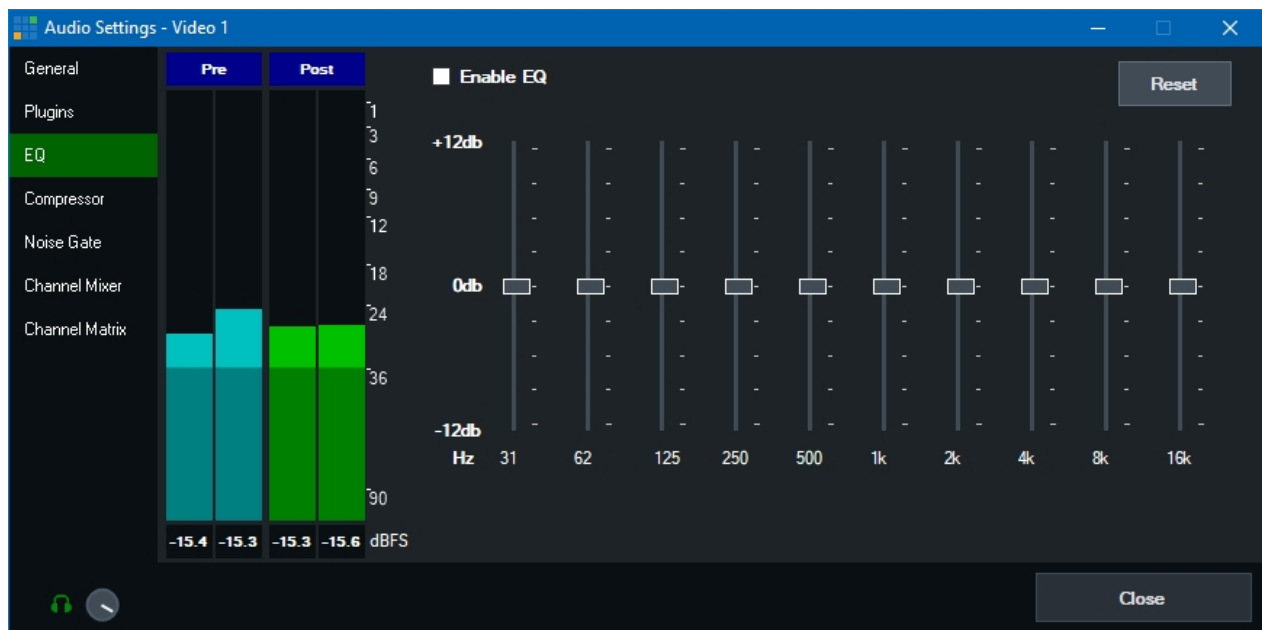 Audio Settings - Video 1
General
Plugins
EQ
Compressor
Noise Gate
Channel Mixer
Channel Matrix
Pre Post
1
3
6
9
12
18
24
36
90
-15.4 -15.3 -15.3 -15.6 dBFS
Enable EQ
Reset
+12db
0db
-12db
Hz 31 62 125 250 500 1k 2k 4k 8k 16k
Close